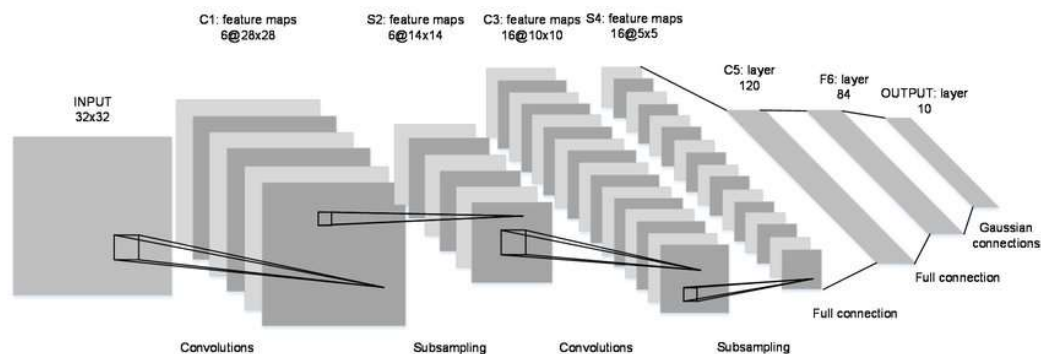 C1: feature maps
6@28x28
S2: feature maps
6@14x14
C3: feature maps
16@10x10
S4: feature maps
16@5x5
INPUT
32x32
C5: layer
120
F6: layer
84
OUTPUT: layer
10
Gaussian
connections
Full connection
Full connection
Convolutions
Subsampling
Convolutions
Subsampling